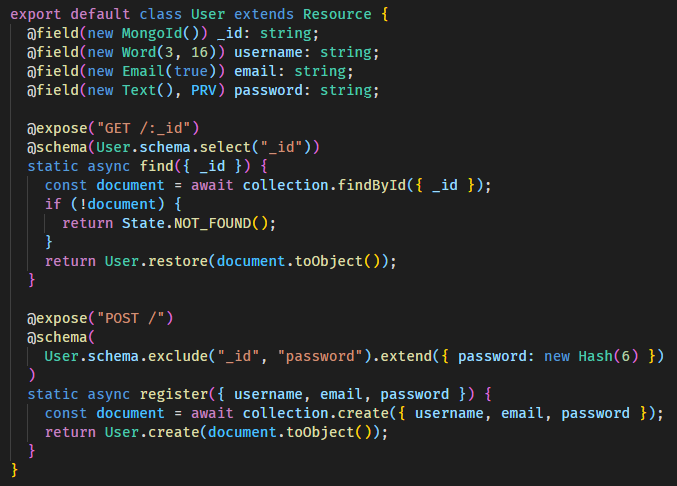 export default class User extends Resource {
  @field(new MongoId()) _id: string;
  @field(new Word(3, 16)) username: string;
  @field(new Email(true)) email: string;
  @field(new Text(), PRV) password: string;

  @expose("GET /:_id")
  @schema(User.schema.select("_id"))
  static async find({ _id }) {
    const document = await collection.findById({ _id });
    if (!document) {
      return State.NOT_FOUND();
    }
    return User.restore(document.toObject());
  }

  @expose("POST /")
  @schema(
    User.schema.exclude("_id", "password").extend({ password: new Hash(6) })
  )
  static async register({ username, email, password }) {
    const document = await collection.create({ username, email, password });
    return User.create(document.toObject());
  }
}